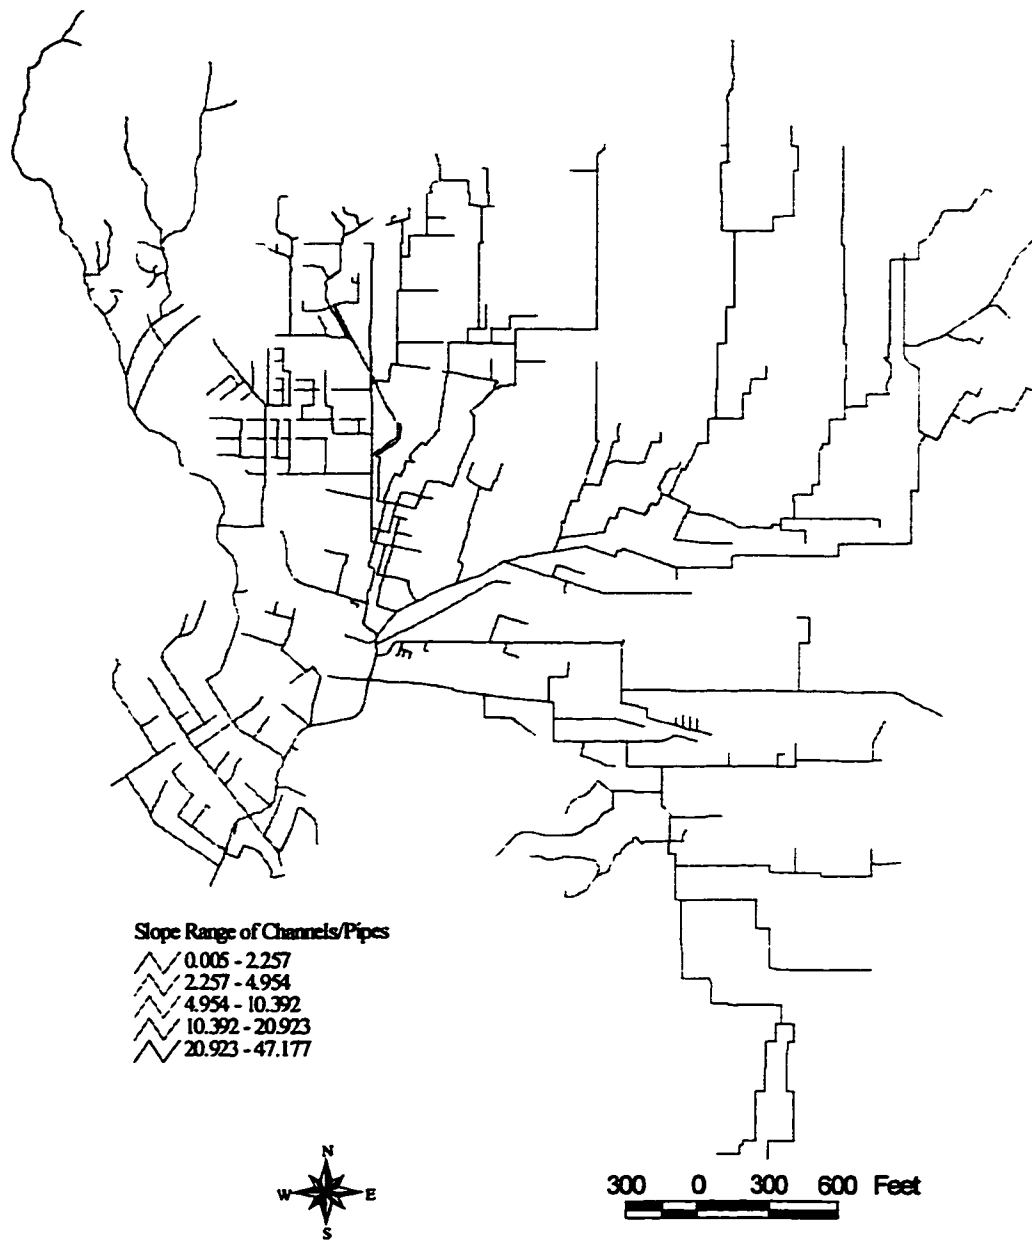 Slope Range of Channels/Pipes
0.005 - 2.257
2.257 - 4.954
4.954 - 10.392
10.392 - 20.923
20.923 - 47.177
N
W E
S
300 0 300 600 Feet